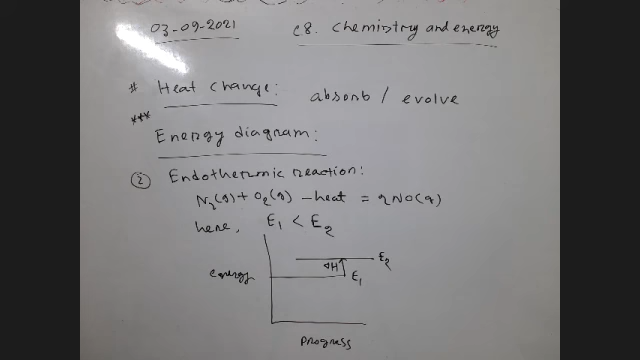 03-09-2021 C8. Chemistry and energy
# Heat change: absorb / evolve
***
Energy diagram:
② Endothermic reaction:
N₂(g) + O₂(g) - heat = 2NO(g)
here, E₁ < E₂
energy ΔH E₂
E₁
Progress